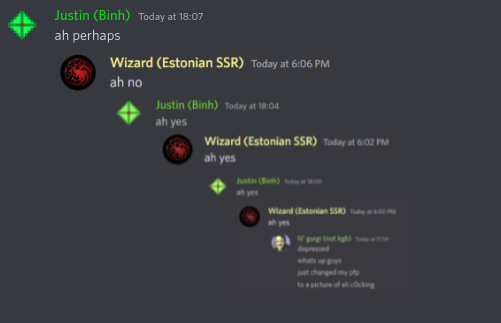 Justin (Binh) Today at 18:07
ah perhaps
Wizard (Estonian SSR) Today at 6:06 PM
ah no
Justin (Binh) Today at 18:04
ah yes
Wizard (Estonian SSR) Today at 6:02 PM
ah yes
Justin (Binh) Today at 18:00
ah yes
Wizard (Estonian SSR) Today at 6:00 PM
ah yes
lil' guigi (not kgb) Today at
depressed
whats up guys
just changed my pfp
to a picture of eli c0cking